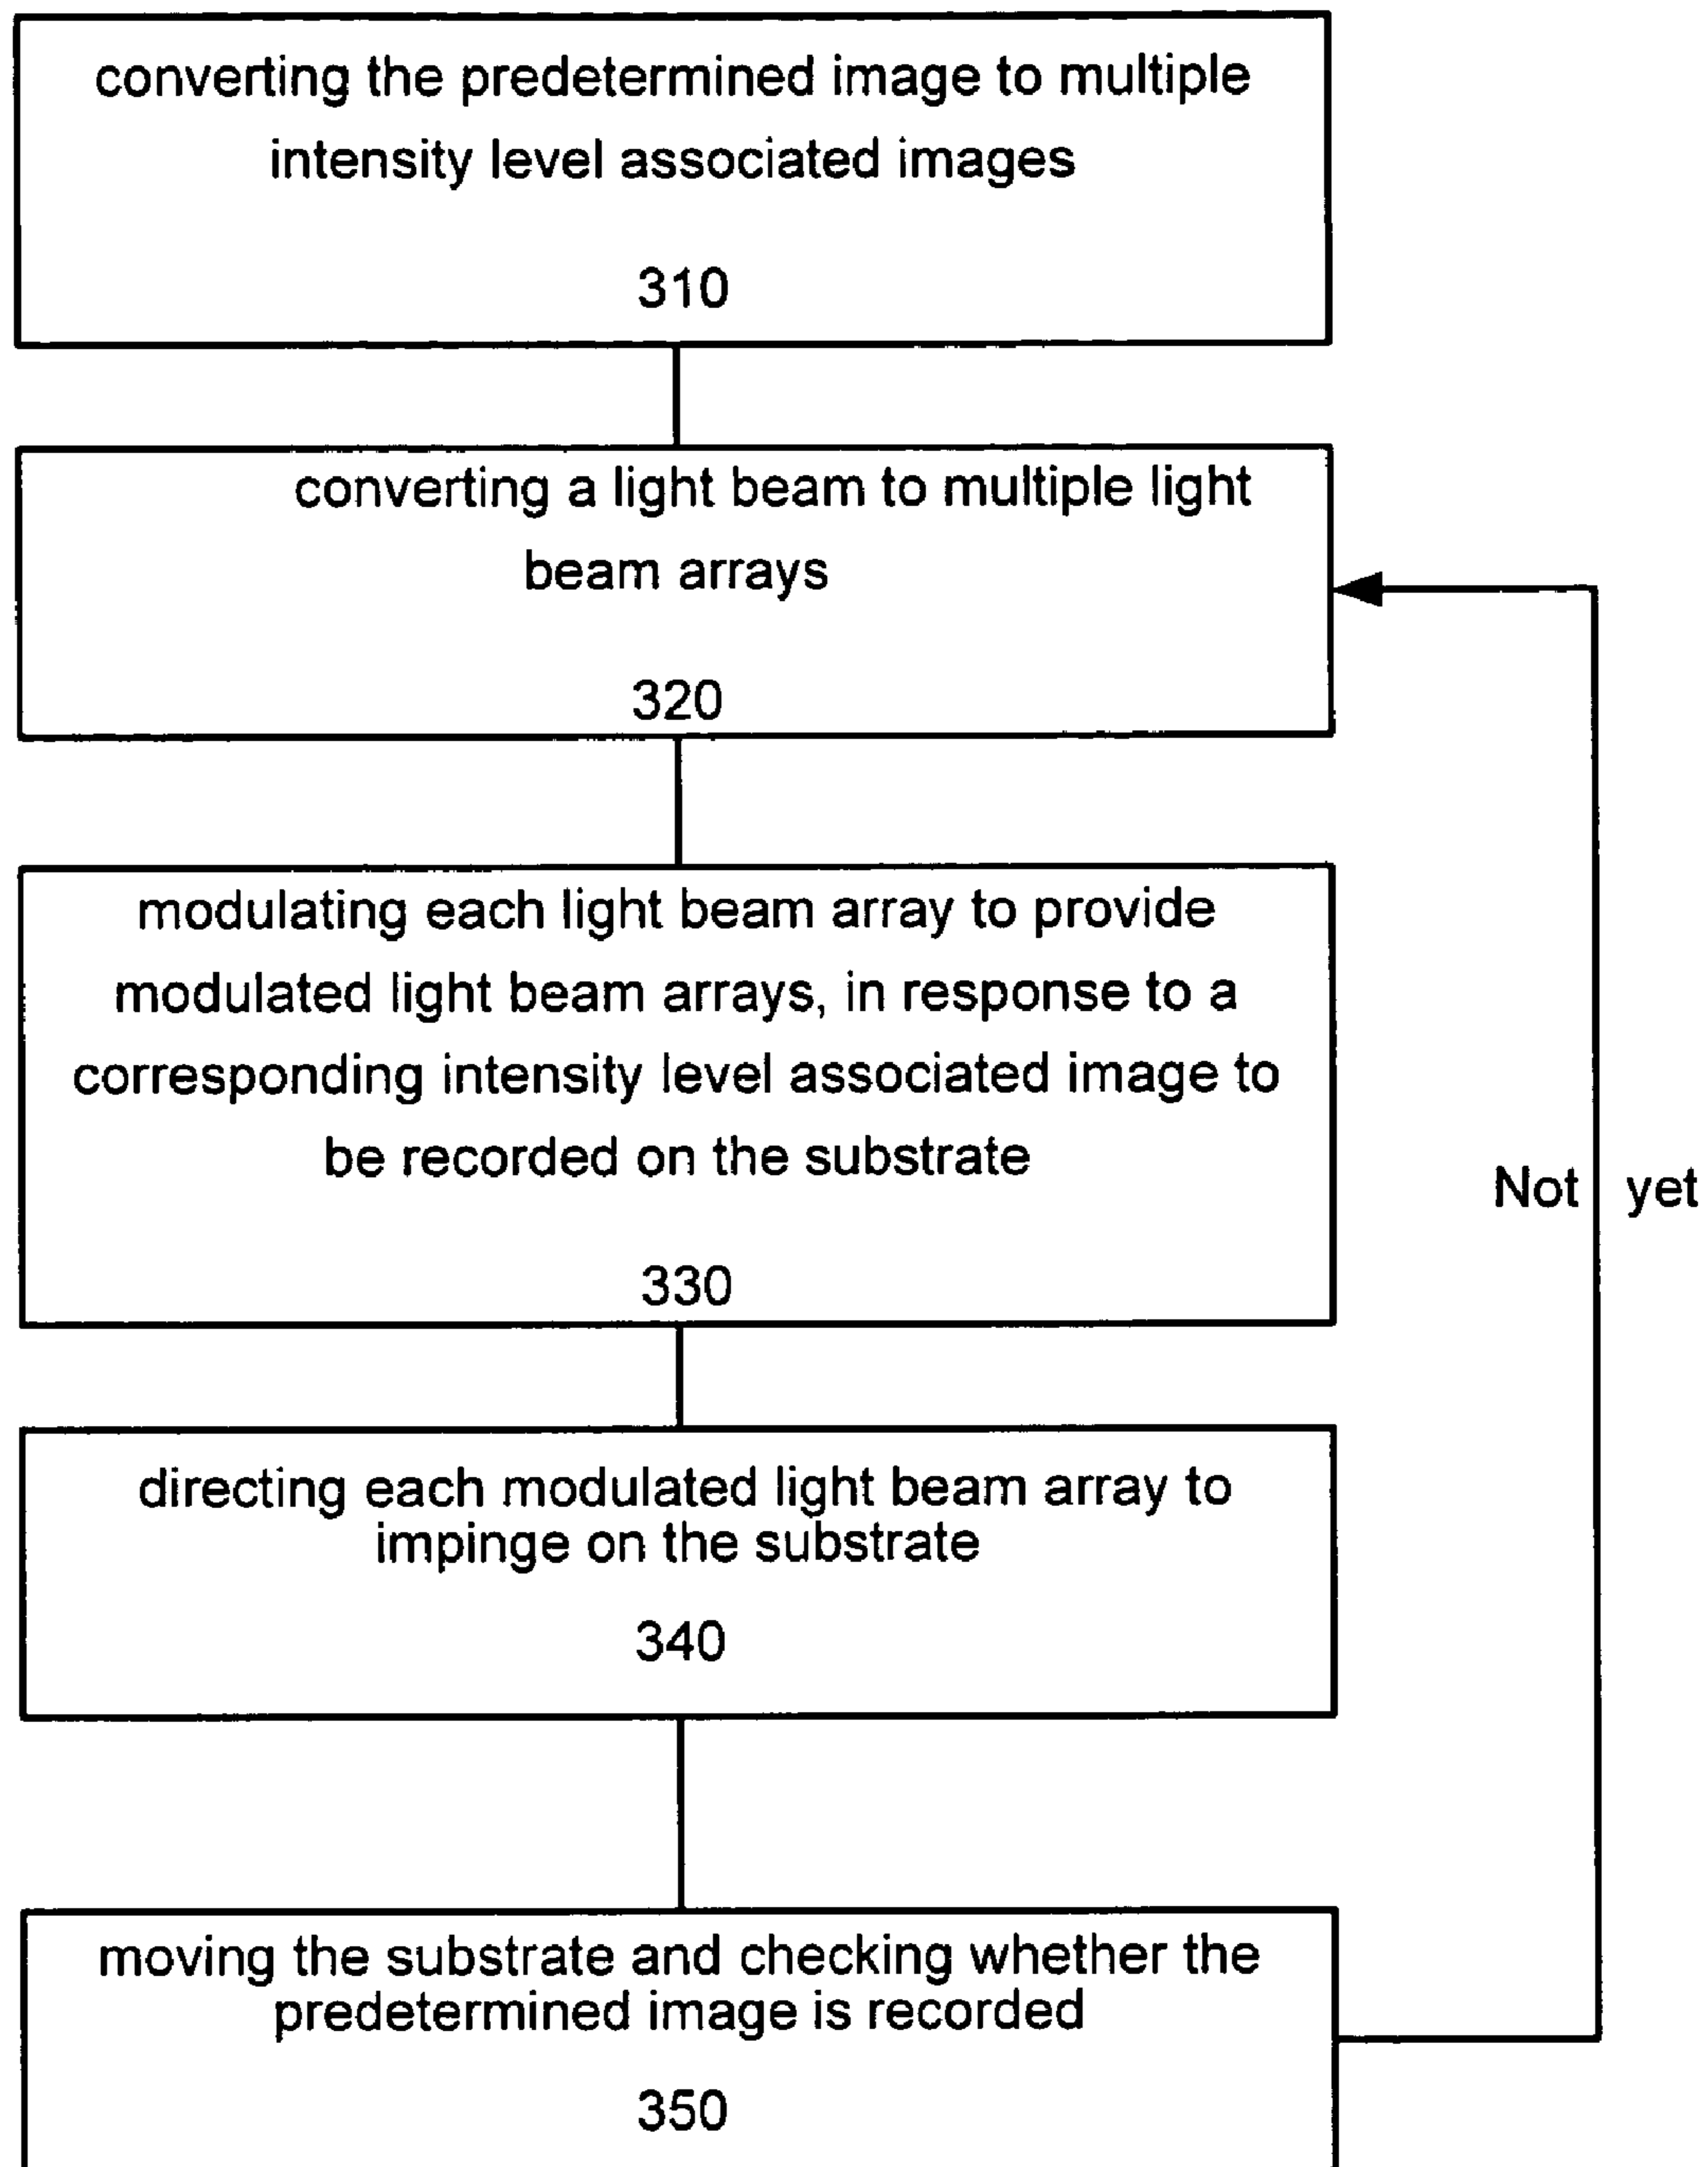 converting the predetermined image to multiple
intensity level associated images
310
converting a light beam to multiple light
beam arrays
320
modulating each light beam array to provide
modulated light beam arrays, in response to a
corresponding intensity level associated image to
be recorded on the substrate
330
Not yet
directing each modulated light beam array to
impinge on the substrate
340
moving the substrate and checking whether the
predetermined image is recorded
350